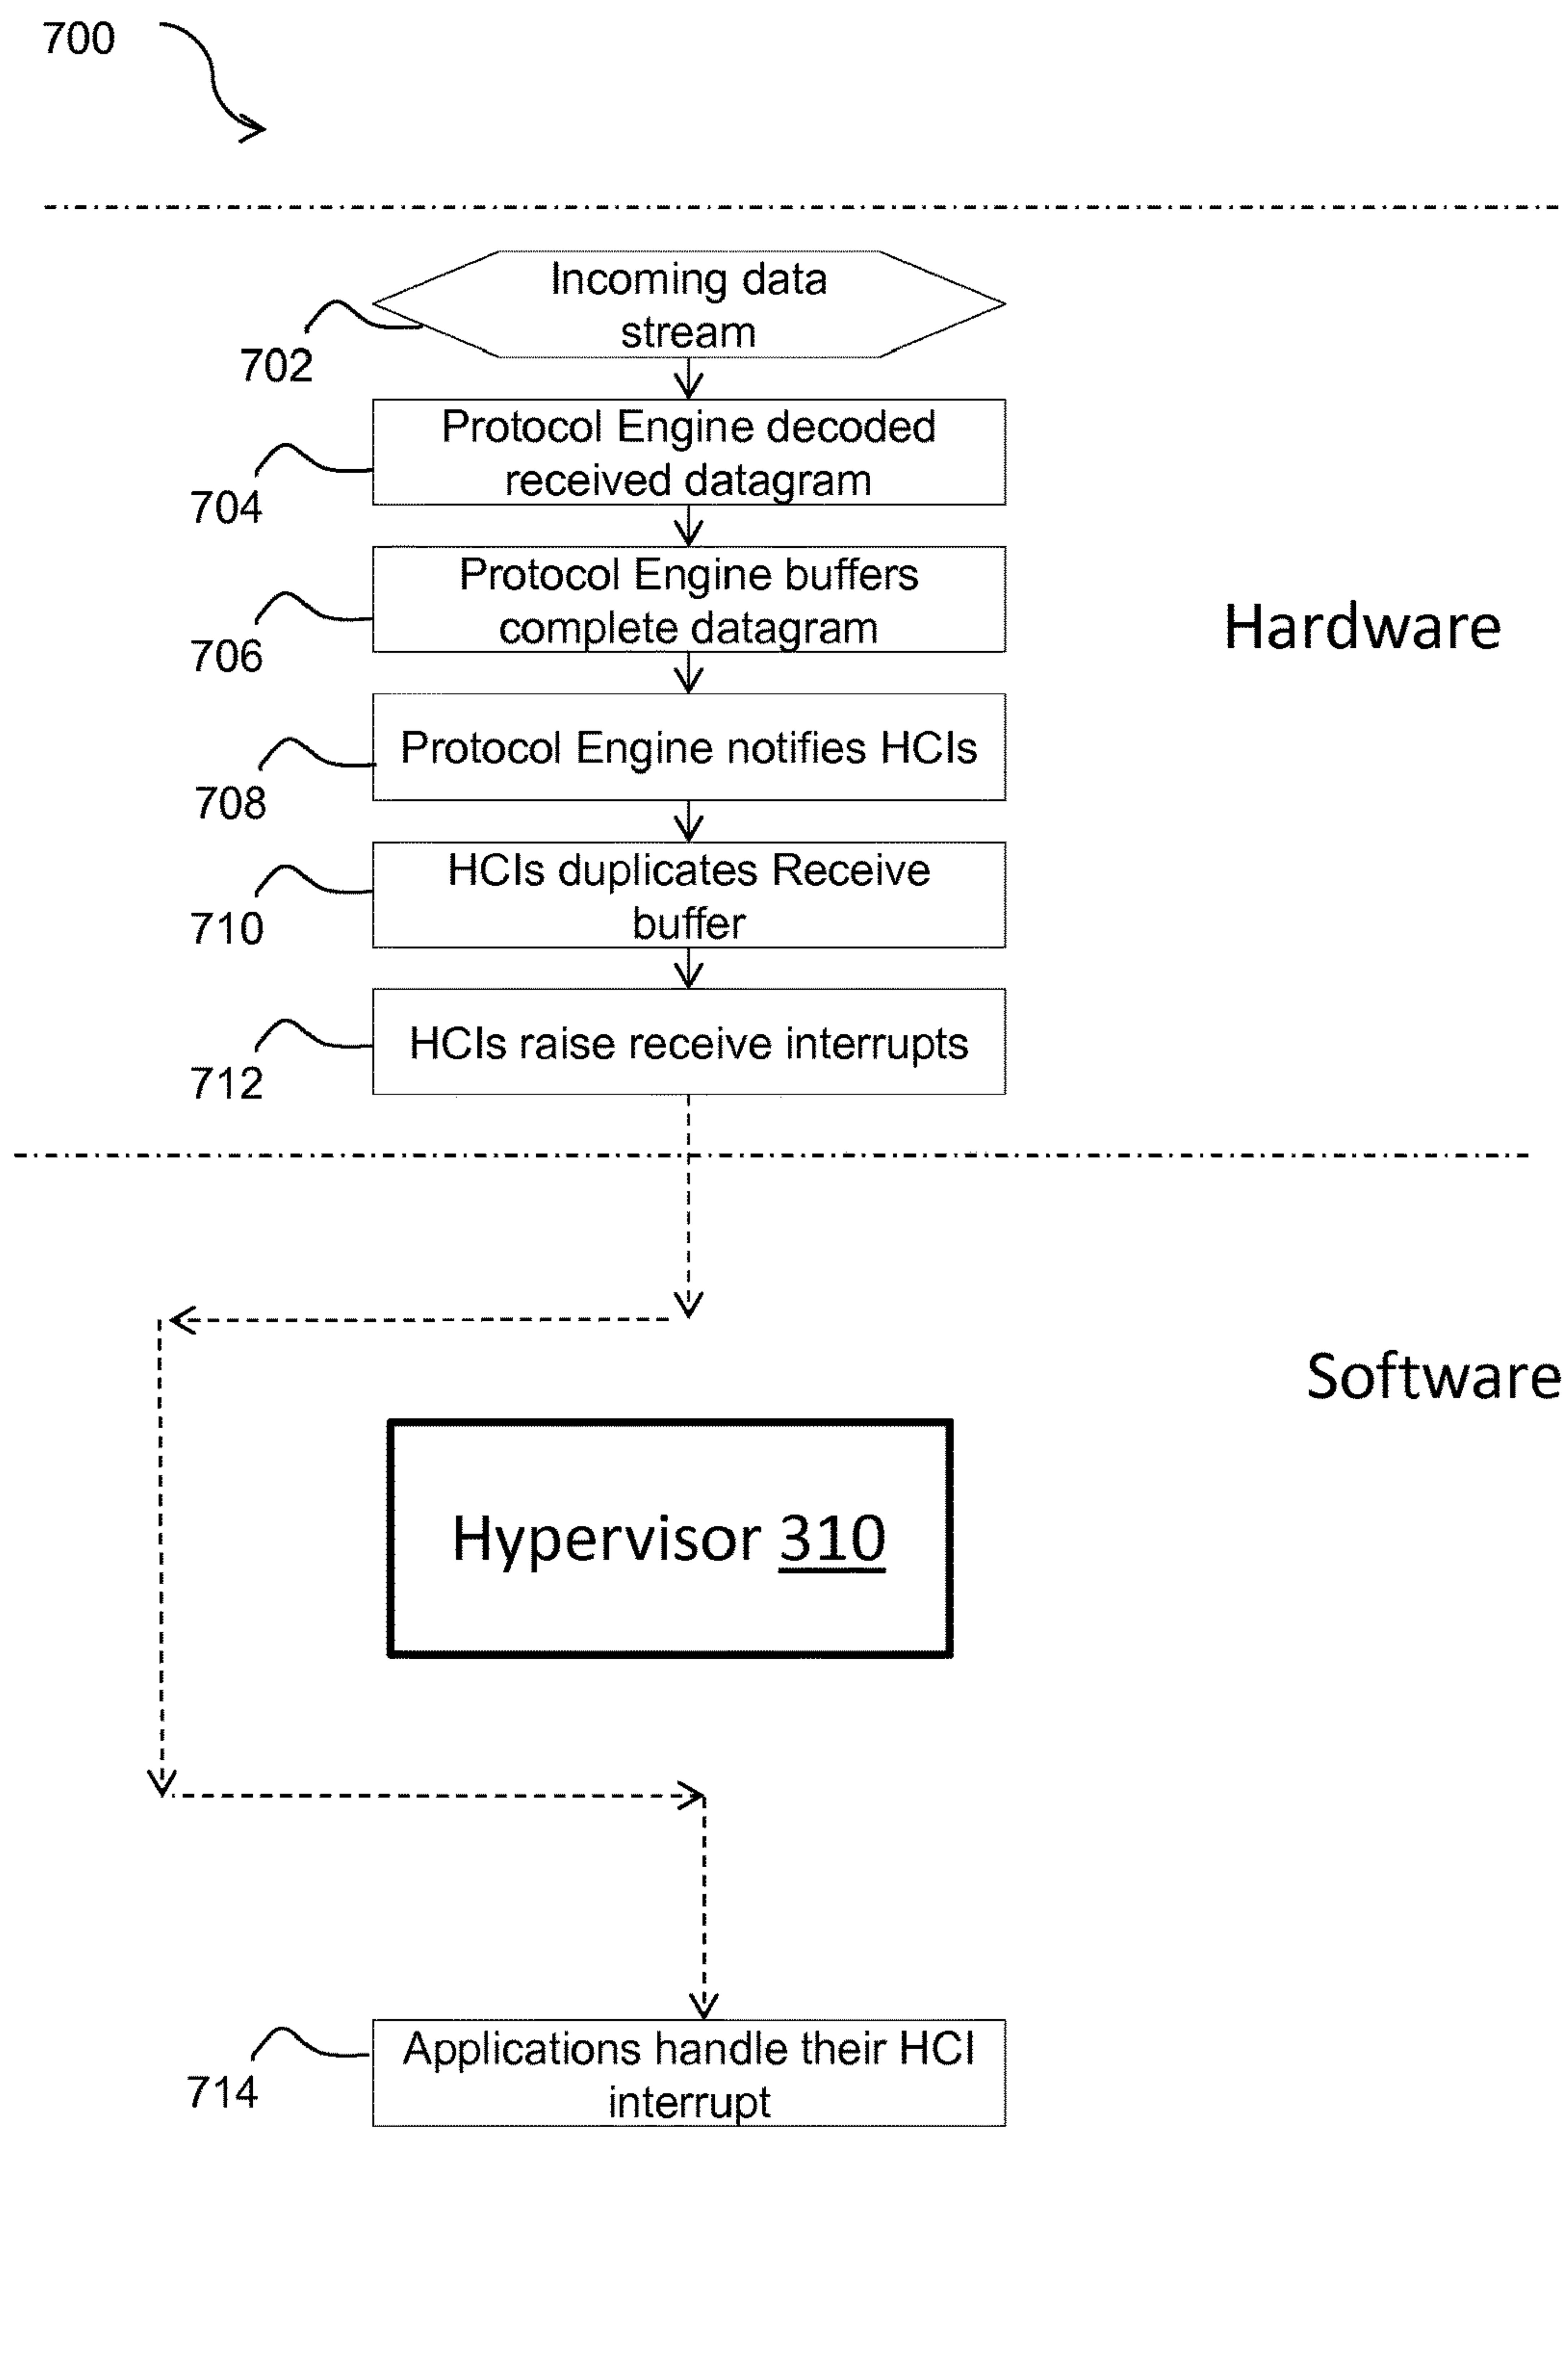 700
Incoming data
stream
702
Protocol Engine decoded
received datagram
704
Protocol Engine buffers
complete datagram
706
Hardware
Protocol Engine notifies HCIs
708
HCIs duplicates Receive
buffer
710
HCIs raise receive interrupts
712
Software
Hypervisor 310
Applications handle their HCI
interrupt
714